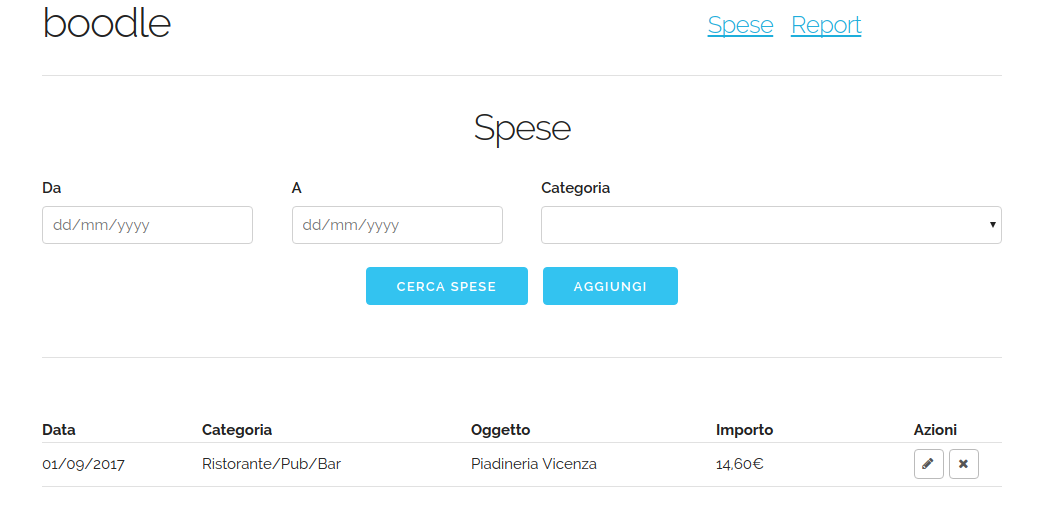 boodle Spese Report
Spese
Da A Categoria
dd/mm/yyyy dd/mm/yyyy
CERCA SPESE AGGIUNGI
Data Categoria Oggetto Importo Azioni
01/09/2017 Ristorante/Pub/Bar Piadineria Vicenza 14,60€